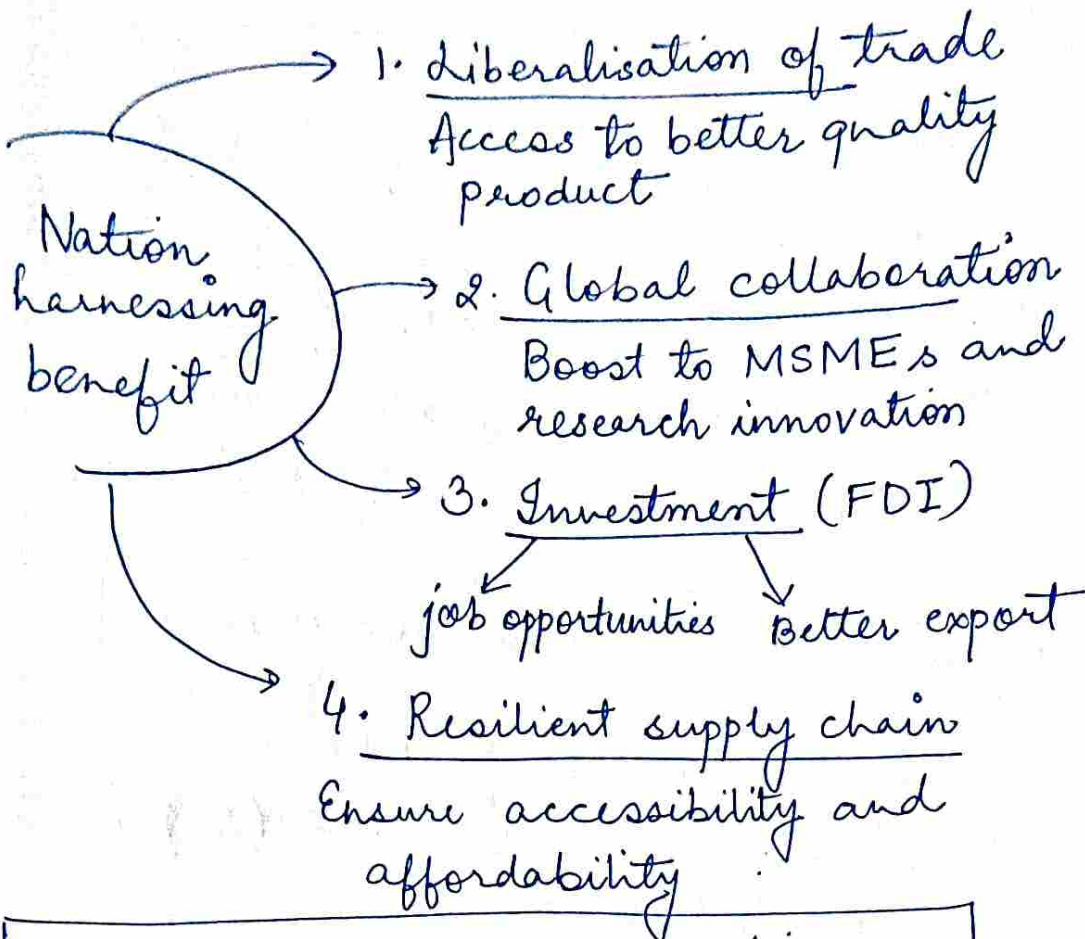 1. Liberalisation of trade
Access to better quality
product
Nation
harnessing
benefit
2. Global collaboration
Boost to MSMEs and
research innovation
3. Investment (FDI)
job opportunities Better export
4. Resilient supply chain
Ensure accessibility and
affordability